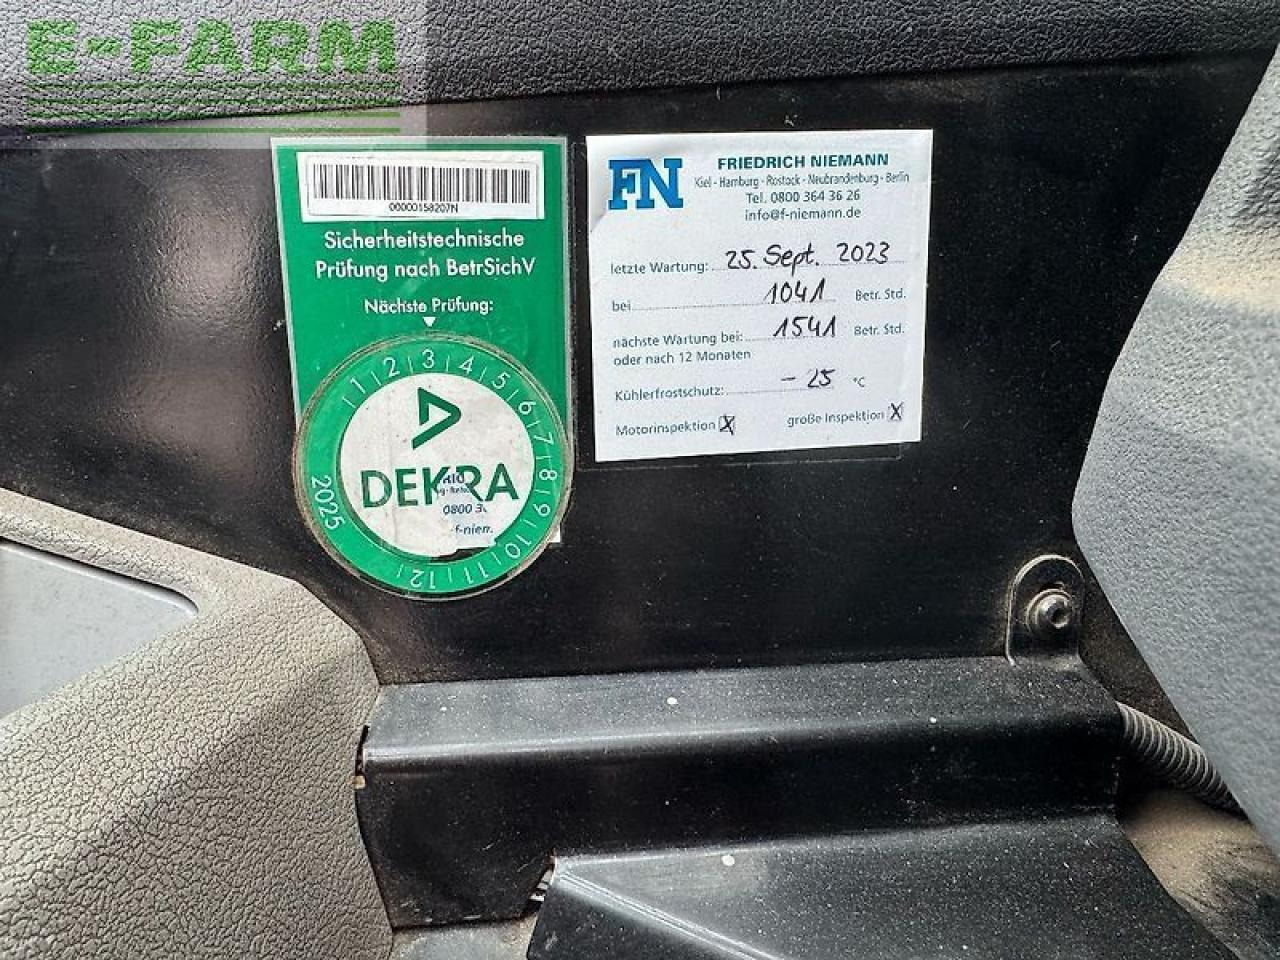 E-FARM
00000158207N
Sicherheitstechnische
Prüfung nach BetrSichV
Nächste Prüfung:
1 2 3 4 5 6 7 8 9 10 11 12
2025
DEKRA
0800 3
f-niem.
FN
FRIEDRICH NIEMANN
Kiel - Hamburg - Rostock - Neubrandenburg - Berlin
Tel. 0800 364 36 26
info@f-niemann.de
letzte Wartung: 25. Sept. 2023
bei 1041 Betr. Std.
nächste Wartung bei: 1541 Betr. Std.
oder nach 12 Monaten
Kühlerfrostschutz: - 25 °C
Motorinspektion X große Inspektion X